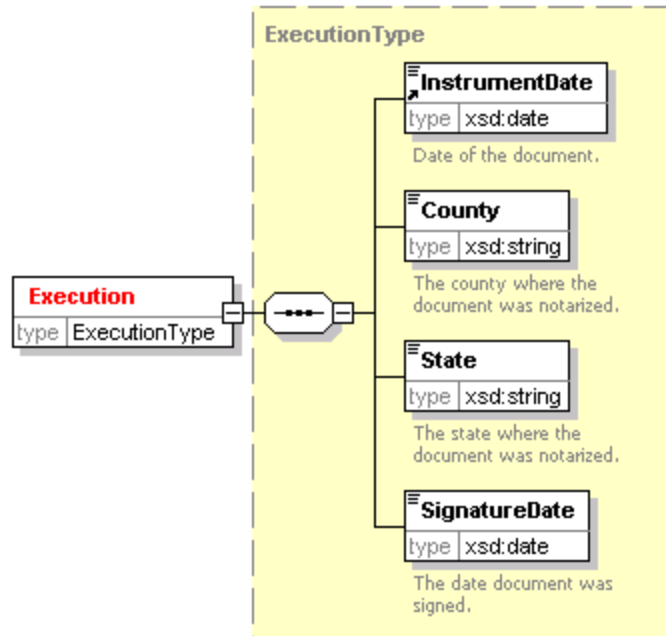 ExecutionType
InstrumentDate
type xsd:date
Date of the document.
County
type xsd:string
The county where the
document was notarized.
Execution
type ExecutionType
State
type xsd:string
The state where the
document was notarized.
SignatureDate
type xsd:date
The date document was
signed.